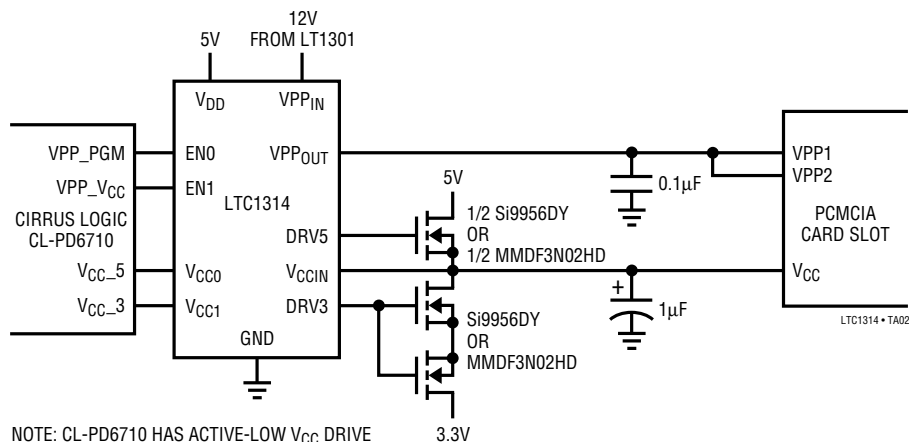 12V
5V FROM LT1301
VDD VPPIN
VPP_PGM EN0 VPPOUT VPP1
VPP_VCC EN1 VPP2
5V 0.1µF
CIRRUS LOGIC LTC1314 1/2 Si9956DY PCMCIA
CL-PD6710 OR CARD SLOT
DRV5 1/2 MMDF3N02HD
VCC_5 VCC0 VCCIN VCC
VCC_3 VCC1 DRV3 + 1µF
Si9956DY
LTC1314 • TA02
GND OR
MMDF3N02HD
NOTE: CL-PD6710 HAS ACTIVE-LOW VCC DRIVE 3.3V